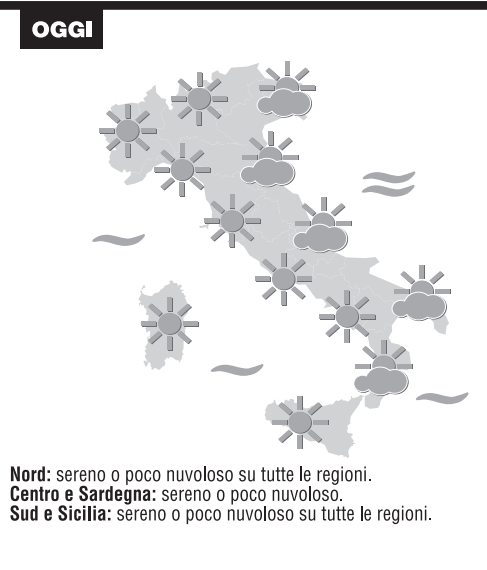 OGGI
Nord: sereno o poco nuvoloso su tutte le regioni.
Centro e Sardegna: sereno o poco nuvoloso.
Sud e Sicilia: sereno o poco nuvoloso su tutte le regioni.